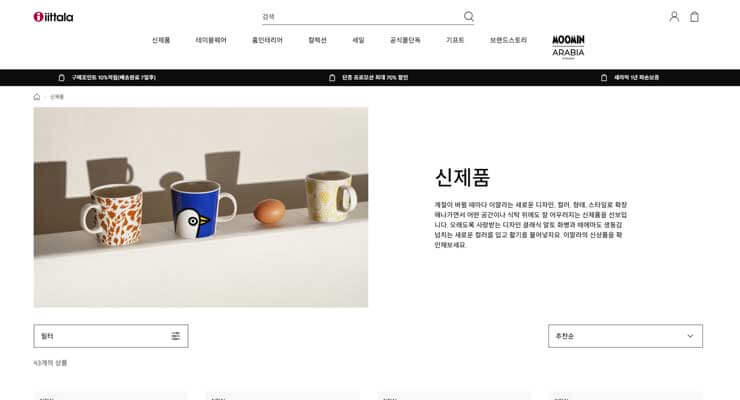 iittala
검색
신제품 테이블웨어 홈인테리어 컬렉션 세일 공식몰단독 기프트 브랜드스토리 MOOMIN ARABIA
구매포인트 10%적립(배송완료 7일후) 단종 프로모션 최대 70% 할인 세라믹 1년 파손보증
신제품
신제품
계절이 바뀔 때마다 이딸라는 새로운 디자인, 컬러, 형태, 스타일로 확장
해나가면서 어떤 공간이나 식탁 위에도 잘 어우러지는 신제품을 선보입
니다. 오래도록 사랑받는 디자인 클래식 알토 화병과 떼에마도 생동감
넘치는 새로운 컬러를 입고 활기를 불어넣지요. 이딸라의 신상품을 확
인해보세요.
필터 추천순
43개의 상품